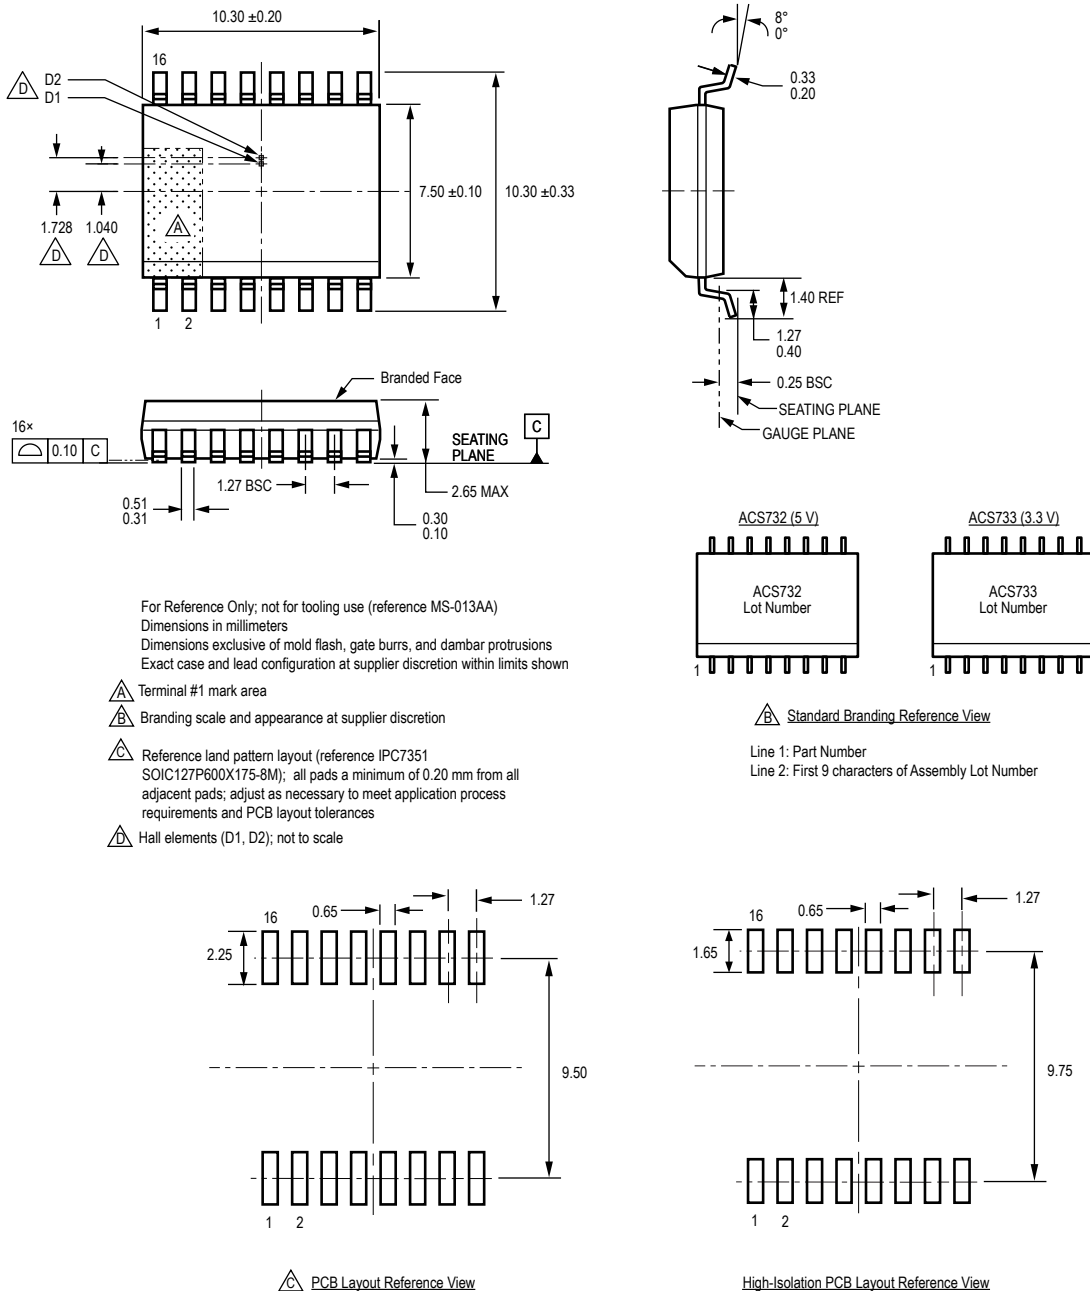 10.30 ±0.20
16
D
D2
D1
1.728
D
1.040
D
A
7.50 ±0.10
10.30 ±0.33
1
2
8°
0°
0.33
0.20
1.40 REF
1.27
0.40
0.25 BSC
SEATING PLANE
GAUGE PLANE
Branded Face
16×
0.10
C
SEATING
PLANE
C
1.27 BSC
2.65 MAX
0.51
0.31
0.30
0.10
ACS732 (5 V)
ACS732
Lot Number
1
ACS733 (3.3 V)
ACS733
Lot Number
1
B Standard Branding Reference View
Line 1: Part Number
Line 2: First 9 characters of Assembly Lot Number
For Reference Only; not for tooling use (reference MS-013AA)
Dimensions in millimeters
Dimensions exclusive of mold flash, gate burrs, and dambar protrusions
Exact case and lead configuration at supplier discretion within limits shown
A Terminal #1 mark area
B Branding scale and appearance at supplier discretion
C Reference land pattern layout (reference IPC7351
SOIC127P600X175-8M); all pads a minimum of 0.20 mm from all
adjacent pads; adjust as necessary to meet application process
requirements and PCB layout tolerances
D Hall elements (D1, D2); not to scale
16
0.65
1.27
2.25
9.50
1
2
C PCB Layout Reference View
16
0.65
1.27
1.65
9.75
1
2
High-Isolation PCB Layout Reference View